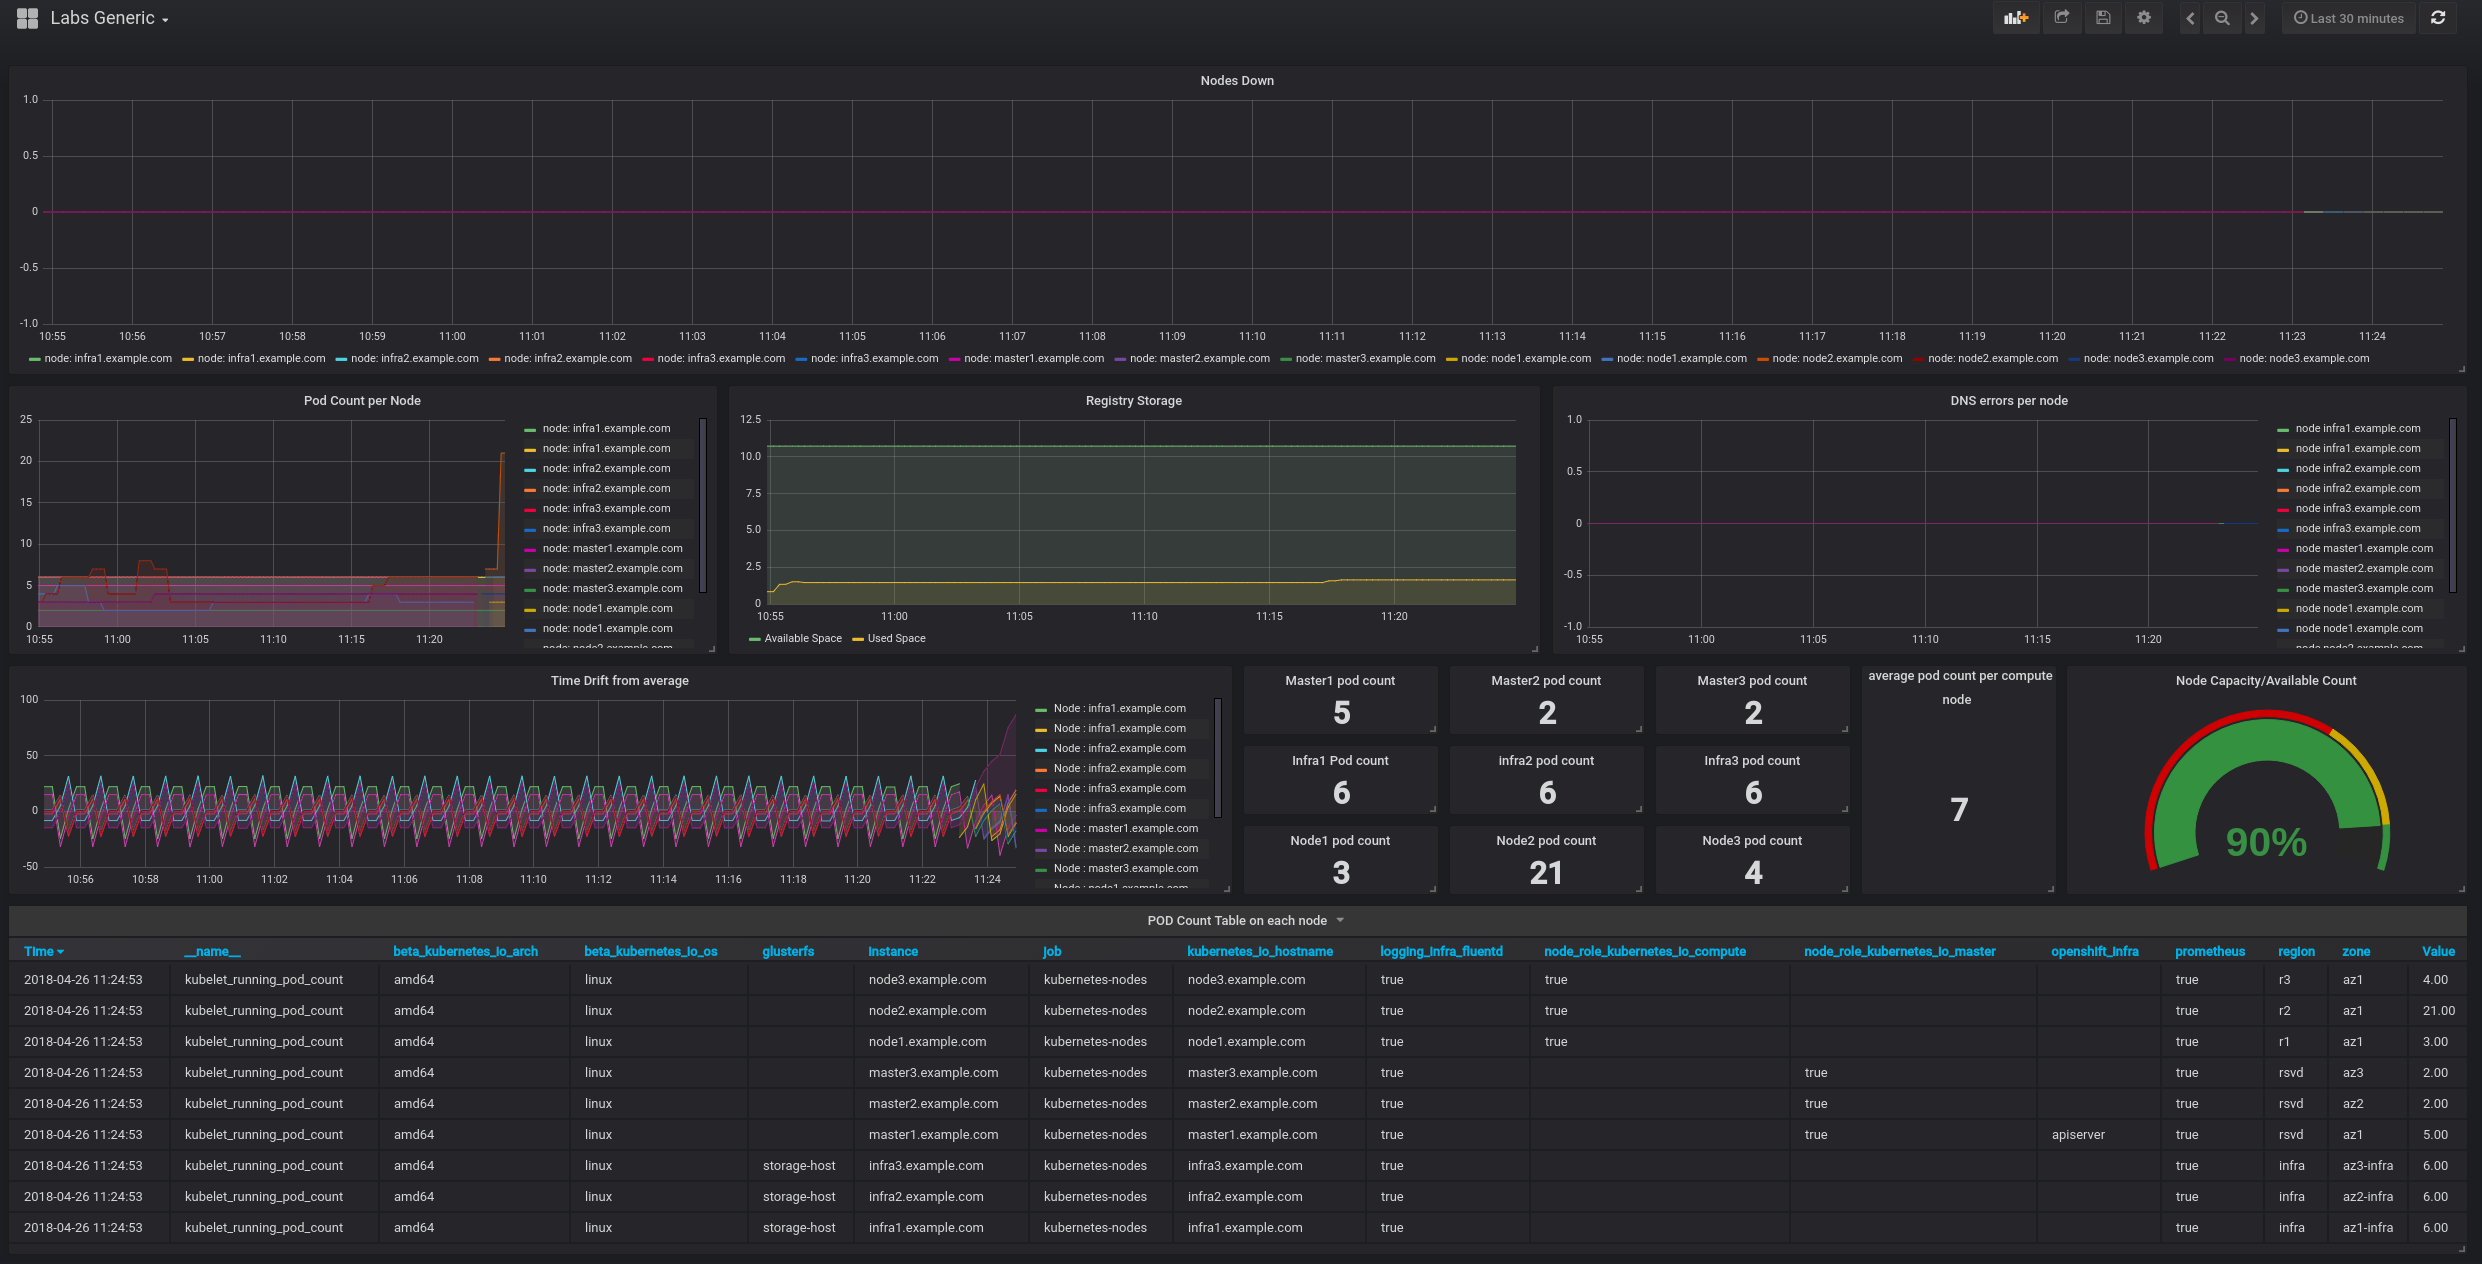 Labs Generic
Last 30 minutes
Nodes Down
1.0
0.5
0
-0.5
-1.0
10:55 10:56 10:57 10:58 10:59 11:00 11:01 11:02 11:03 11:04 11:05 11:06 11:07 11:08 11:09 11:10 11:11 11:12 11:13 11:14 11:15 11:16 11:17 11:18 11:19 11:20 11:21 11:22 11:23 11:24
node: infra1.example.com node: infra1.example.com node: infra2.example.com node: infra2.example.com node: infra3.example.com node: infra3.example.com node: master1.example.com node: master2.example.com node: master3.example.com node: node1.example.com node: node1.example.com node: node2.example.com node: node2.example.com node: node3.example.com node: node3.example.com
Pod Count per Node
25
20
15
10
5
0
10:55 11:00 11:05 11:10 11:15 11:20
node: infra1.example.com
node: infra1.example.com
node: infra2.example.com
node: infra2.example.com
node: infra3.example.com
node: infra3.example.com
node: master1.example.com
node: master2.example.com
node: master3.example.com
node: node1.example.com
node: node1.example.com
Registry Storage
12.5
10.0
7.5
5.0
2.5
0
10:55 11:00 11:05 11:10 11:15 11:20
Available Space Used Space
DNS errors per node
1.0
0.5
0
-0.5
-1.0
10:55 11:00 11:05 11:10 11:15 11:20
node infra1.example.com
node infra1.example.com
node infra2.example.com
node infra2.example.com
node infra3.example.com
node infra3.example.com
node master1.example.com
node master2.example.com
node master3.example.com
node node1.example.com
node node1.example.com
Time Drift from average
100
50
0
-50
10:56 10:58 11:00 11:02 11:04 11:06 11:08 11:10 11:12 11:14 11:16 11:18 11:20 11:22 11:24
Node : infra1.example.com
Node : infra1.example.com
Node : infra2.example.com
Node : infra2.example.com
Node : infra3.example.com
Node : infra3.example.com
Node : master1.example.com
Node : master2.example.com
Node : master3.example.com
Master1 pod count
5
Master2 pod count
2
Master3 pod count
2
Infra1 Pod count
6
infra2 pod count
6
Infra3 pod count
6
Node1 pod count
3
Node2 pod count
21
Node3 pod count
4
average pod count per compute
node
7
Node Capacity/Available Count
90%
POD Count Table on each node
Time __name__ beta_kubernetes_io_arch beta_kubernetes_io_os glusterfs instance job kubernetes_io_hostname logging_infra_fluentd node_role_kubernetes_io_compute node_role_kubernetes_io_master openshift_infra prometheus region zone Value
2018-04-26 11:24:53 kubelet_running_pod_count amd64 linux node3.example.com kubernetes-nodes node3.example.com true true true r3 az1 4.00
2018-04-26 11:24:53 kubelet_running_pod_count amd64 linux node2.example.com kubernetes-nodes node2.example.com true true true r2 az1 21.00
2018-04-26 11:24:53 kubelet_running_pod_count amd64 linux node1.example.com kubernetes-nodes node1.example.com true true true r1 az1 3.00
2018-04-26 11:24:53 kubelet_running_pod_count amd64 linux master3.example.com kubernetes-nodes master3.example.com true true true rsvd az3 2.00
2018-04-26 11:24:53 kubelet_running_pod_count amd64 linux master2.example.com kubernetes-nodes master2.example.com true true true rsvd az2 2.00
2018-04-26 11:24:53 kubelet_running_pod_count amd64 linux master1.example.com kubernetes-nodes master1.example.com true true apiserver true rsvd az1 5.00
2018-04-26 11:24:53 kubelet_running_pod_count amd64 linux storage-host infra3.example.com kubernetes-nodes infra3.example.com true true infra az3-infra 6.00
2018-04-26 11:24:53 kubelet_running_pod_count amd64 linux storage-host infra2.example.com kubernetes-nodes infra2.example.com true true infra az2-infra 6.00
2018-04-26 11:24:53 kubelet_running_pod_count amd64 linux storage-host infra1.example.com kubernetes-nodes infra1.example.com true true infra az1-infra 6.00